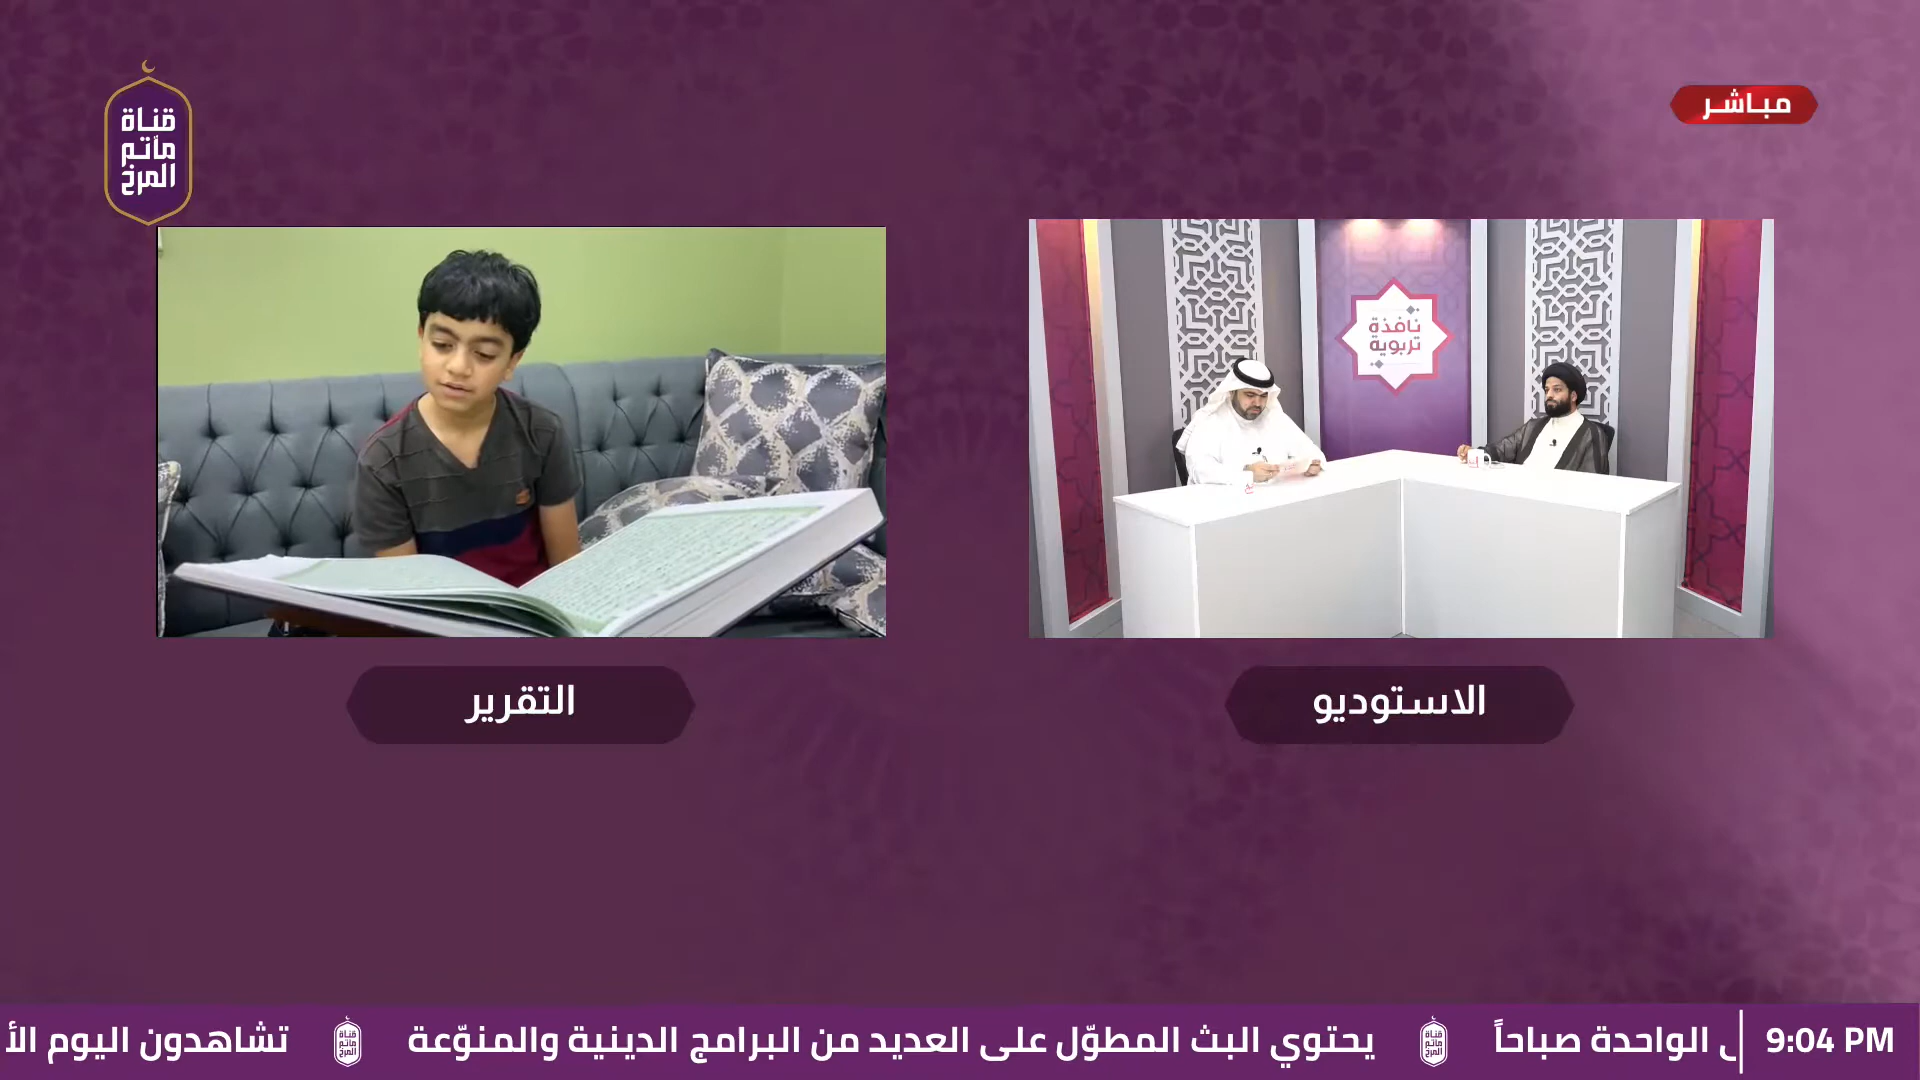 قناة
مأتم
المرخ
مباشر
نافذة
تربوية
الاستوديو
التقرير
9:04 PM
الواحدة صباحاً
يحتوي البث المطوّل على العديد من البرامج الدينية والمنوّعة
تشاهدون اليوم